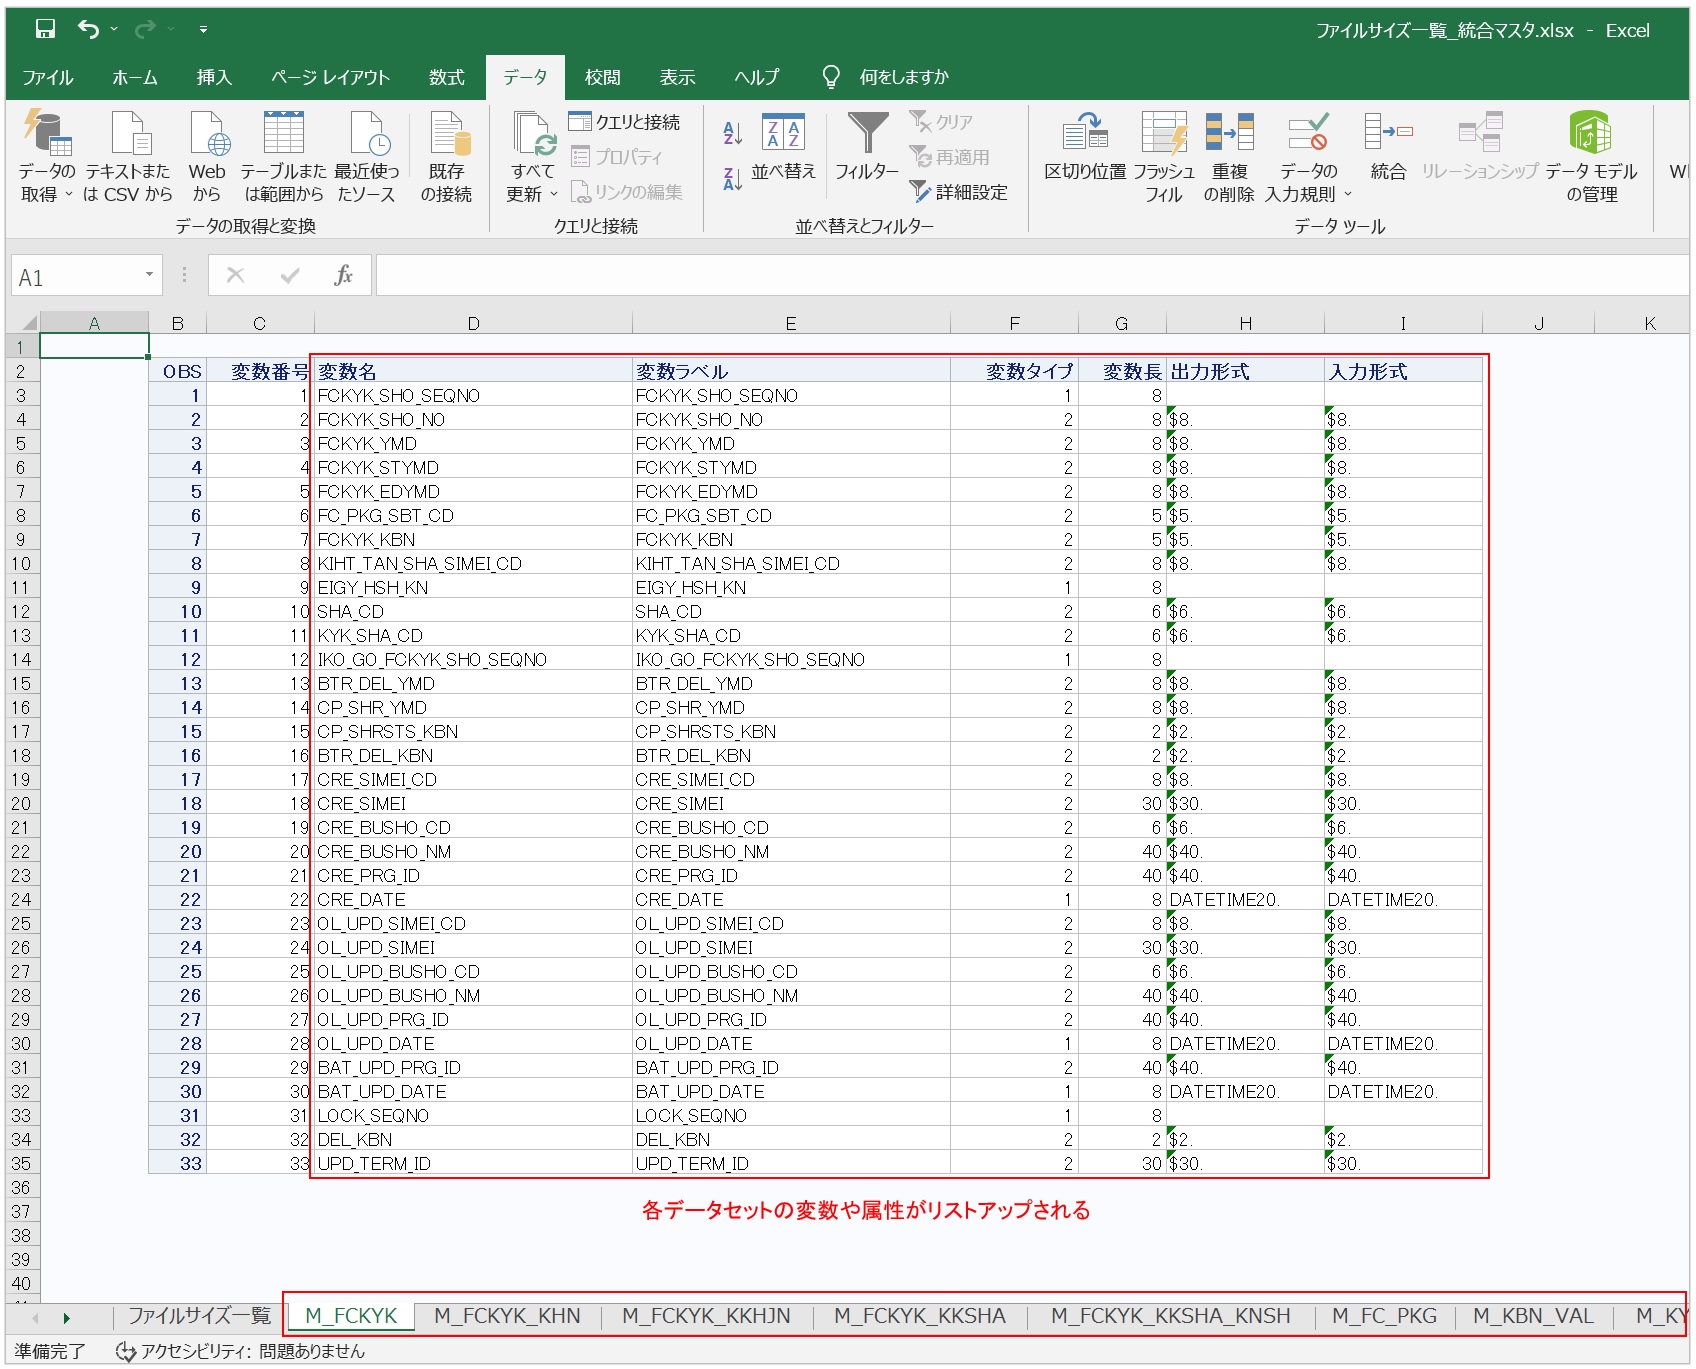 ファイルサイズ一覧_統合マスタ.xlsx - Excel
ファイル ホーム 挿入 ページ レイアウト 数式 データ 校閲 表示 ヘルプ 何をしますか
データの取得 テキストまたは CSV から Web から テーブルまたは範囲から 最近使ったソース 既存の接続
データの取得と変換
すべて更新 クエリと接続 プロパティ リンクの編集
クエリと接続
並べ替え フィルター クリア 再適用 詳細設定
並べ替えとフィルター
区切り位置 フラッシュ フィル 重複の削除 データの入力規則 統合 リレーションシップ データ モデルの管理
データ ツール
A1 fx
A B C D E F G H I J K
1
2 OBS 変数番号 変数名 変数ラベル 変数タイプ 変数長 出力形式 入力形式
3 1 1 FCKYK_SHO_SEQNO FCKYK_SHO_SEQNO 1 8
4 2 2 FCKYK_SHO_NO FCKYK_SHO_NO 2 8 $8. $8.
5 3 3 FCKYK_YMD FCKYK_YMD 2 8 $8. $8.
6 4 4 FCKYK_STYMD FCKYK_STYMD 2 8 $8. $8.
7 5 5 FCKYK_EDYMD FCKYK_EDYMD 2 8 $8. $8.
8 6 6 FC_PKG_SBT_CD FC_PKG_SBT_CD 2 5 $5. $5.
9 7 7 FCKYK_KBN FCKYK_KBN 2 5 $5. $5.
10 8 8 KIHT_TAN_SHA_SIMEI_CD KIHT_TAN_SHA_SIMEI_CD 2 8 $8. $8.
11 9 9 EIGY_HSH_KN EIGY_HSH_KN 1 8
12 10 10 SHA_CD SHA_CD 2 6 $6. $6.
13 11 11 KYK_SHA_CD KYK_SHA_CD 2 6 $6. $6.
14 12 12 IKO_GO_FCKYK_SHO_SEQNO IKO_GO_FCKYK_SHO_SEQNO 1 8
15 13 13 BTR_DEL_YMD BTR_DEL_YMD 2 8 $8. $8.
16 14 14 CP_SHR_YMD CP_SHR_YMD 2 8 $8. $8.
17 15 15 CP_SHRSTS_KBN CP_SHRSTS_KBN 2 2 $2. $2.
18 16 16 BTR_DEL_KBN BTR_DEL_KBN 2 2 $2. $2.
19 17 17 CRE_SIMEI_CD CRE_SIMEI_CD 2 8 $8. $8.
20 18 18 CRE_SIMEI CRE_SIMEI 2 30 $30. $30.
21 19 19 CRE_BUSHO_CD CRE_BUSHO_CD 2 6 $6. $6.
22 20 20 CRE_BUSHO_NM CRE_BUSHO_NM 2 40 $40. $40.
23 21 21 CRE_PRG_ID CRE_PRG_ID 2 40 $40. $40.
24 22 22 CRE_DATE CRE_DATE 1 8 DATETIME20. DATETIME20.
25 23 23 OL_UPD_SIMEI_CD OL_UPD_SIMEI_CD 2 8 $8. $8.
26 24 24 OL_UPD_SIMEI OL_UPD_SIMEI 2 30 $30. $30.
27 25 25 OL_UPD_BUSHO_CD OL_UPD_BUSHO_CD 2 6 $6. $6.
28 26 26 OL_UPD_BUSHO_NM OL_UPD_BUSHO_NM 2 40 $40. $40.
29 27 27 OL_UPD_PRG_ID OL_UPD_PRG_ID 2 40 $40. $40.
30 28 28 OL_UPD_DATE OL_UPD_DATE 1 8 DATETIME20. DATETIME20.
31 29 29 BAT_UPD_PRG_ID BAT_UPD_PRG_ID 2 40 $40. $40.
32 30 30 BAT_UPD_DATE BAT_UPD_DATE 1 8 DATETIME20. DATETIME20.
33 31 31 LOCK_SEQNO LOCK_SEQNO 1 8
34 32 32 DEL_KBN DEL_KBN 2 2 $2. $2.
35 33 33 UPD_TERM_ID UPD_TERM_ID 2 30 $30. $30.
36
37 各データセットの変数や属性がリストアップされる
38
39
40
ファイルサイズ一覧 M_FCKYK M_FCKYK_KHN M_FCKYK_KKHJN M_FCKYK_KKSHA M_FCKYK_KKSHA_KNSH M_FC_PKG M_KBN_VAL M_KY
準備完了 アクセシビリティ: 問題ありません